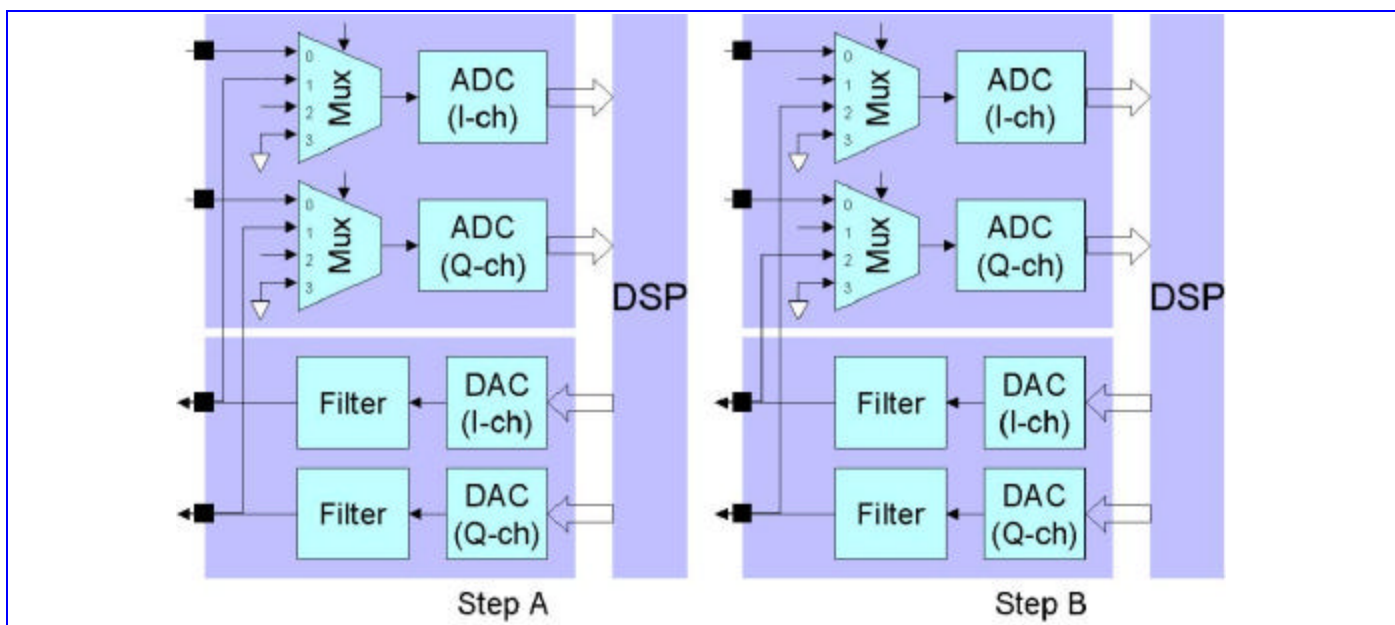 0
1
2
3
Mux
ADC
(I-ch)
0
1
2
3
Mux
ADC
(Q-ch)
DSP
Filter
DAC
(I-ch)
Filter
DAC
(Q-ch)
Step A
0
1
2
3
Mux
ADC
(I-ch)
0
1
2
3
Mux
ADC
(Q-ch)
DSP
Filter
DAC
(I-ch)
Filter
DAC
(Q-ch)
Step B